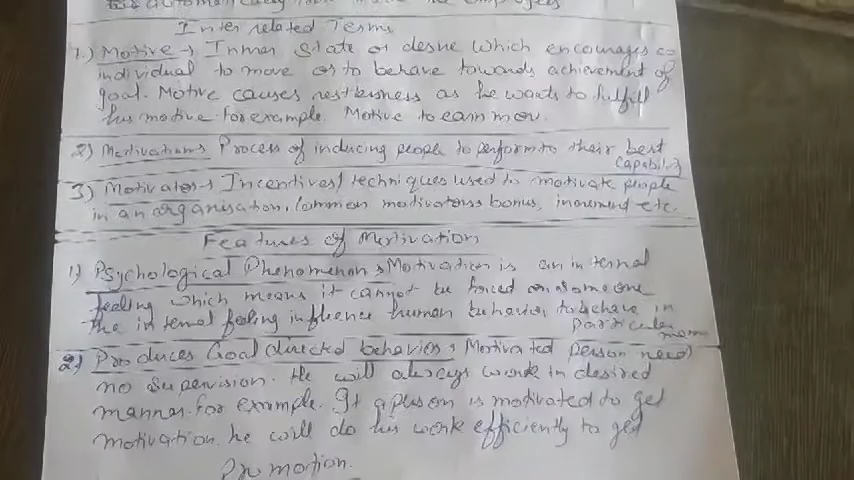 automatically the employees
Inter related Terms
1.) Motive → Inner State or desire which encourages an
individual to move or to behave towards achievement of
goal. Motive causes restlessness as he wants to fulfill
his motive for example. Motive to earn more.
2) Motivation → Process of inducing people to perform to their best
capability
3) Motivators → Incentives/techniques used to motivate people
in an organisation. Common motivators bonus, increment etc.
Features of Motivation
1) Psychological Phenomenon → Motivation is an internal
feeling which means it cannot be forced on someone
the internal feeling influence human behavior to behave in
particular
2) Produces Goal directed behavior → Motivated person need
no supervision. He will always work in desired
manner. for example. If a person is motivated to get
motivation he will do his work efficiently to get
Promotion.